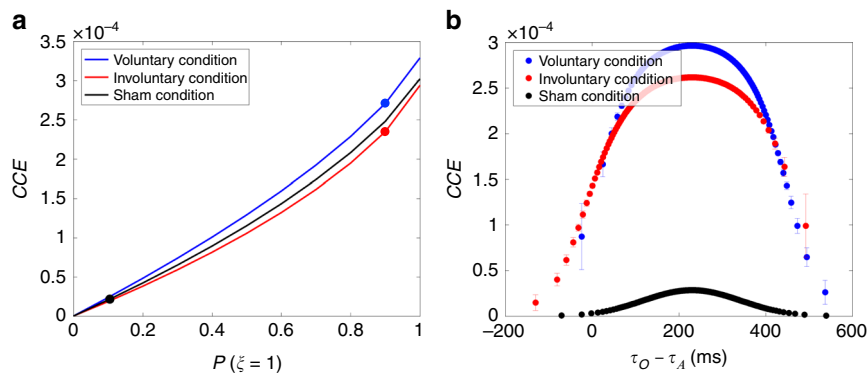 a
×10⁻⁴
3.5
3
2.5
2
1.5
1
0.5
0
CCE
Voluntary condition
Involuntary condition
Sham condition
0
0.2
0.4
0.6
0.8
1
P (ξ = 1)
b
×10⁻⁴
3
2.5
2
1.5
1
0.5
0
CCE
Voluntary condition
Involuntary condition
Sham condition
−200
0
200
400
600
τO − τA (ms)